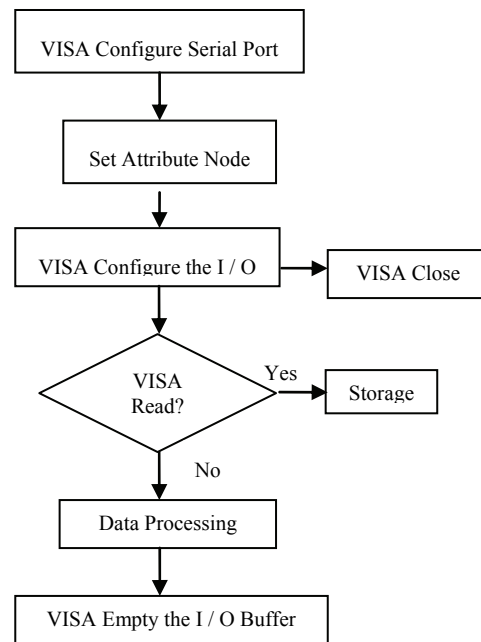 VISA Configure Serial Port
Set Attribute Node
VISA Configure the I / O
VISA Close
VISA
Read?
Yes
Storage
No
Data Processing
VISA Empty the I / O Buffer